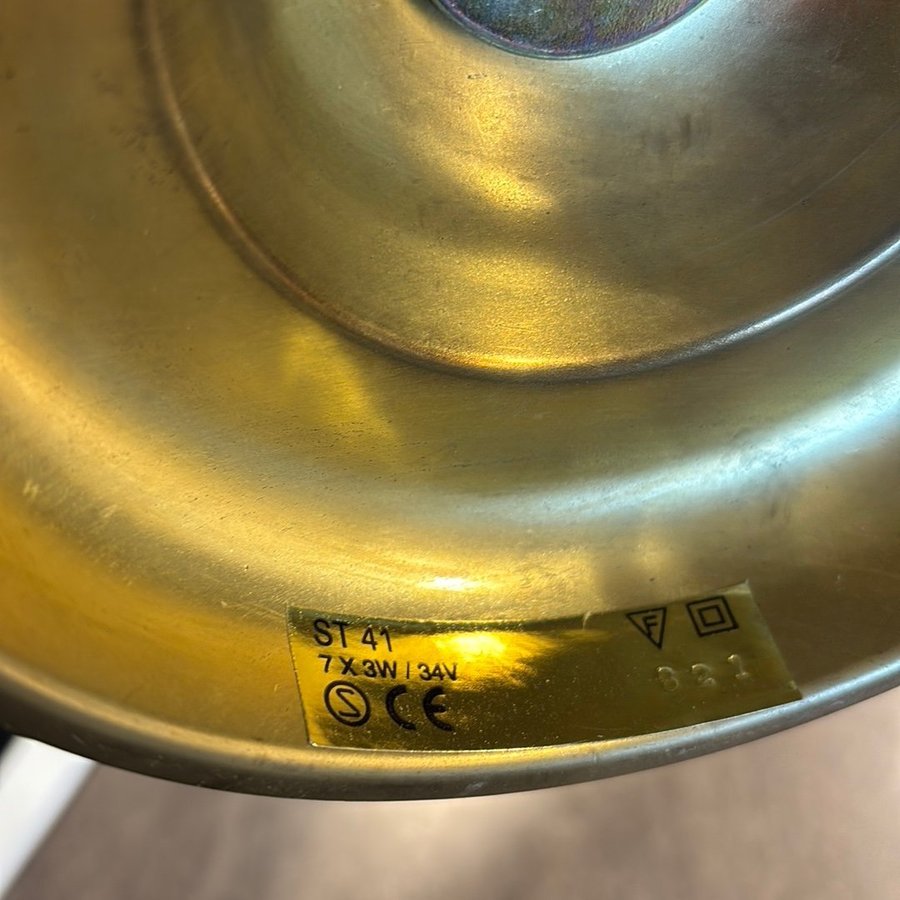 ST 41
7 X 3W / 34V
S CE
F
821